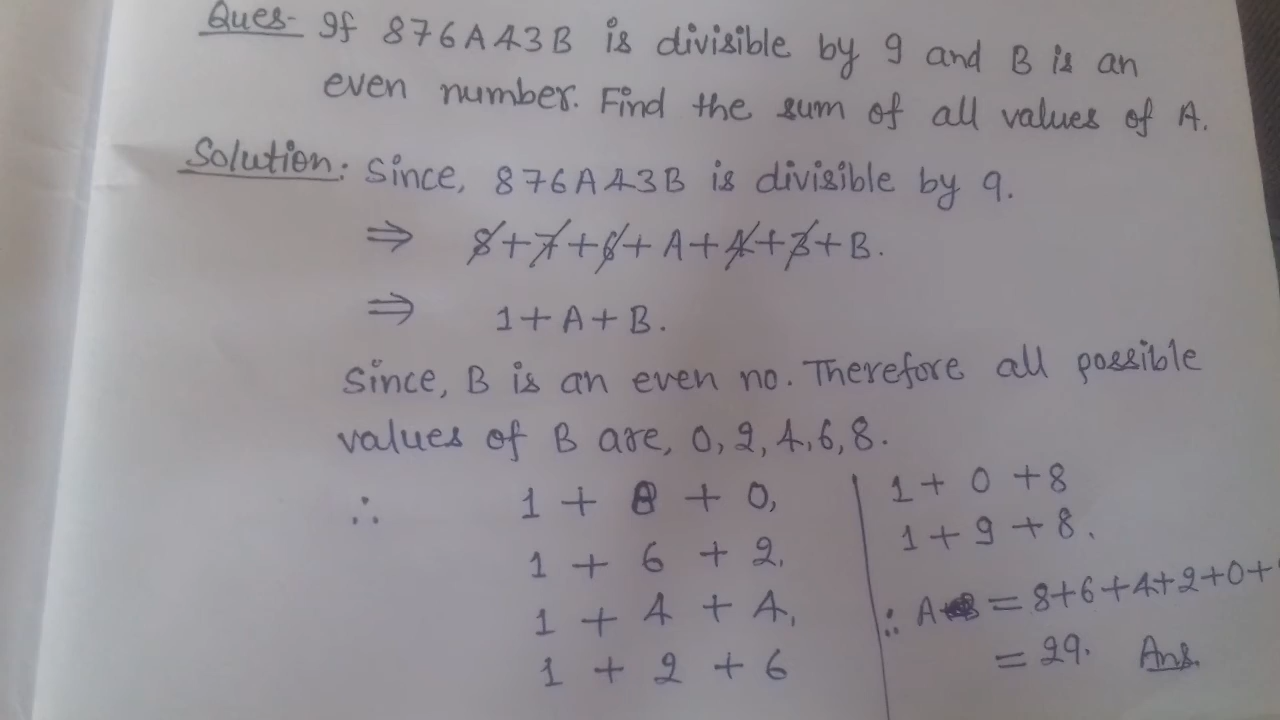 Ques- If 876A43B is divisible by 9 and B is an
even number. Find the sum of all values of A.
Solution: Since, 876A43B is divisible by 9.
⇒ 8+7+6+A+4+3+B.
⇒ 1+A+B.
Since, B is an even no. Therefore all possible
values of B are, 0,2,4,6,8.
∴ 1 + 8 + 0,
1 + 6 + 2,
1 + 4 + 4,
1 + 2 + 6
1 + 0 + 8
1 + 9 + 8.
∴ A = 8+6+4+2+0+
= 29. Ans.